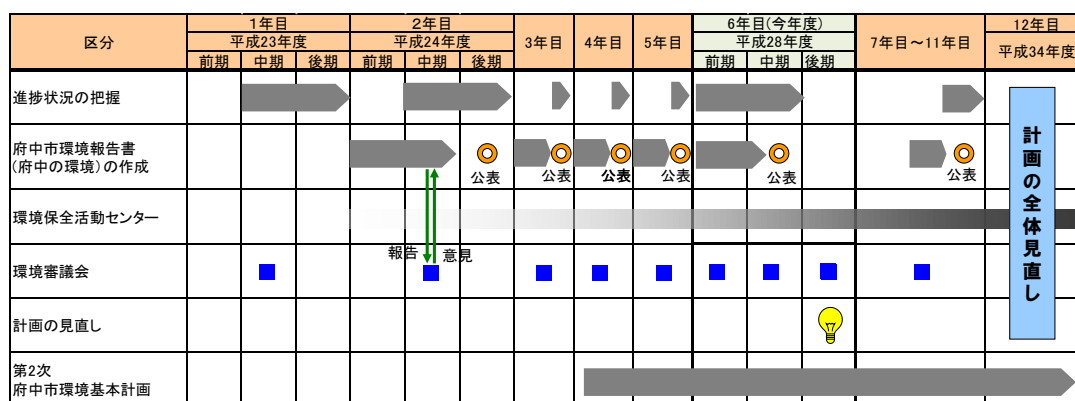 区分
1年目
2年目
3年目
4年目
5年目
6年目(今年度)
7年目～11年目
12年目
平成23年度
平成24年度
平成28年度
平成34年度
前期
中期
後期
前期
中期
後期
前期
中期
後期
進捗状況の把握
府中市環境報告書
(府中の環境)の作成
公表
公表
公表
公表
公表
公表
環境保全活動センター
報告
意見
環境審議会
計画の見直し
第2次
府中市環境基本計画
計画の全体見直し